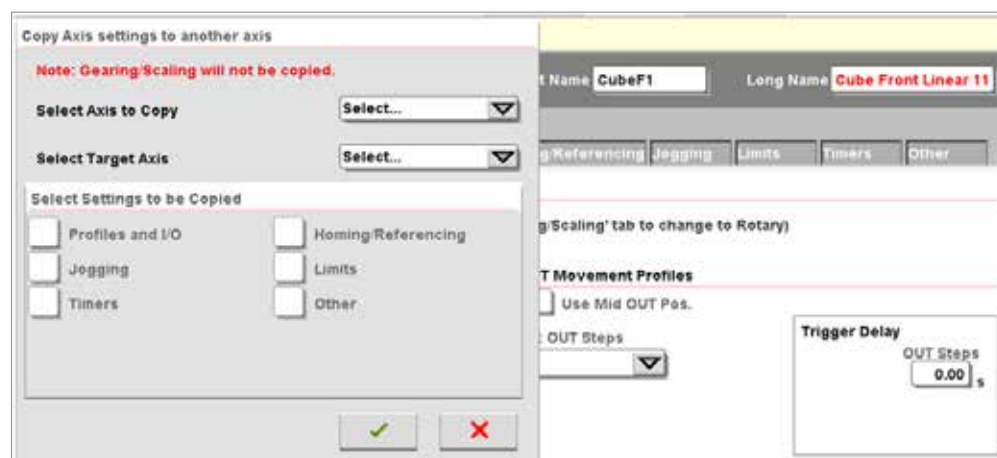 Copy Axis settings to another axis
Note: Gearing/Scaling will not be copied.
Select Axis to Copy
Select...
Select Target Axis
Select...
Select Settings to be Copied
Profiles and I/O
Homing/Referencing
Jogging
Limits
Timers
Other
t Name
CubeF1
Long Name
Cube Front Linear 11
g/Referencing
Jogging
Limits
Timers
Other
g/Scaling' tab to change to Rotary)
T Movement Profiles
Use Mid OUT Pos.
OUT Steps
Trigger Delay
OUT Steps
0.00 s